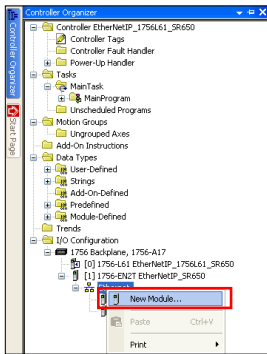 Controller Organizer
Controller Organizer
Start Page
Controller EtherNetIP_1756L61_SR650
Controller Tags
Controller Fault Handler
Power-Up Handler
Tasks
MainTask
MainProgram
Unscheduled Programs
Motion Groups
Ungrouped Axes
Add-On Instructions
Data Types
User-Defined
Strings
Add-On-Defined
Predefined
Module-Defined
Trends
I/O Configuration
1756 Backplane, 1756-A17
[0] 1756-L61 EtherNetIP_1756L61_SR650
[1] 1756-EN2T EtherNetIP_SR650
Ethernet
New Module...
Paste Ctrl+V
Print